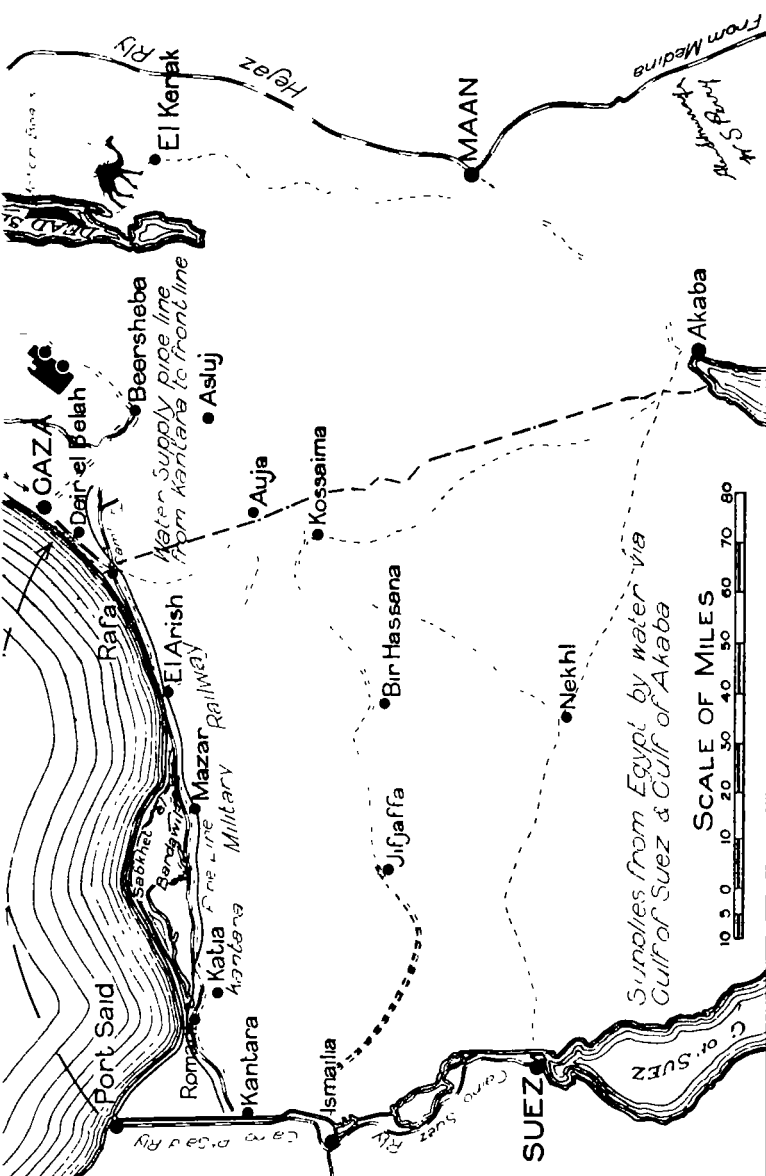 Port Said
Romani
Katia
Kantara
Ismailia
SUEZ
Cairo P'Said Rly
Cairo Suez
Rly
G OF SUEZ
Sabkhet El
Bardawil
Mazar
El Arish
Rafa
Dair el Belah
GAZA
Kantara
Military Railway
Water Supply pipe line
from Kantara to front line
Beersheba
Asluj
Auja
Kossaima
Bir Hassana
Jifjaffa
Nekhl
Akaba
DEAD
El Kerak
Hejaz
Rly
MAAN
From Medina
Supplies from Egypt by water via
Gulf of Suez & Gulf of Akaba
SCALE OF MILES
10 5 0 10 20 30 40 50 60 70 80